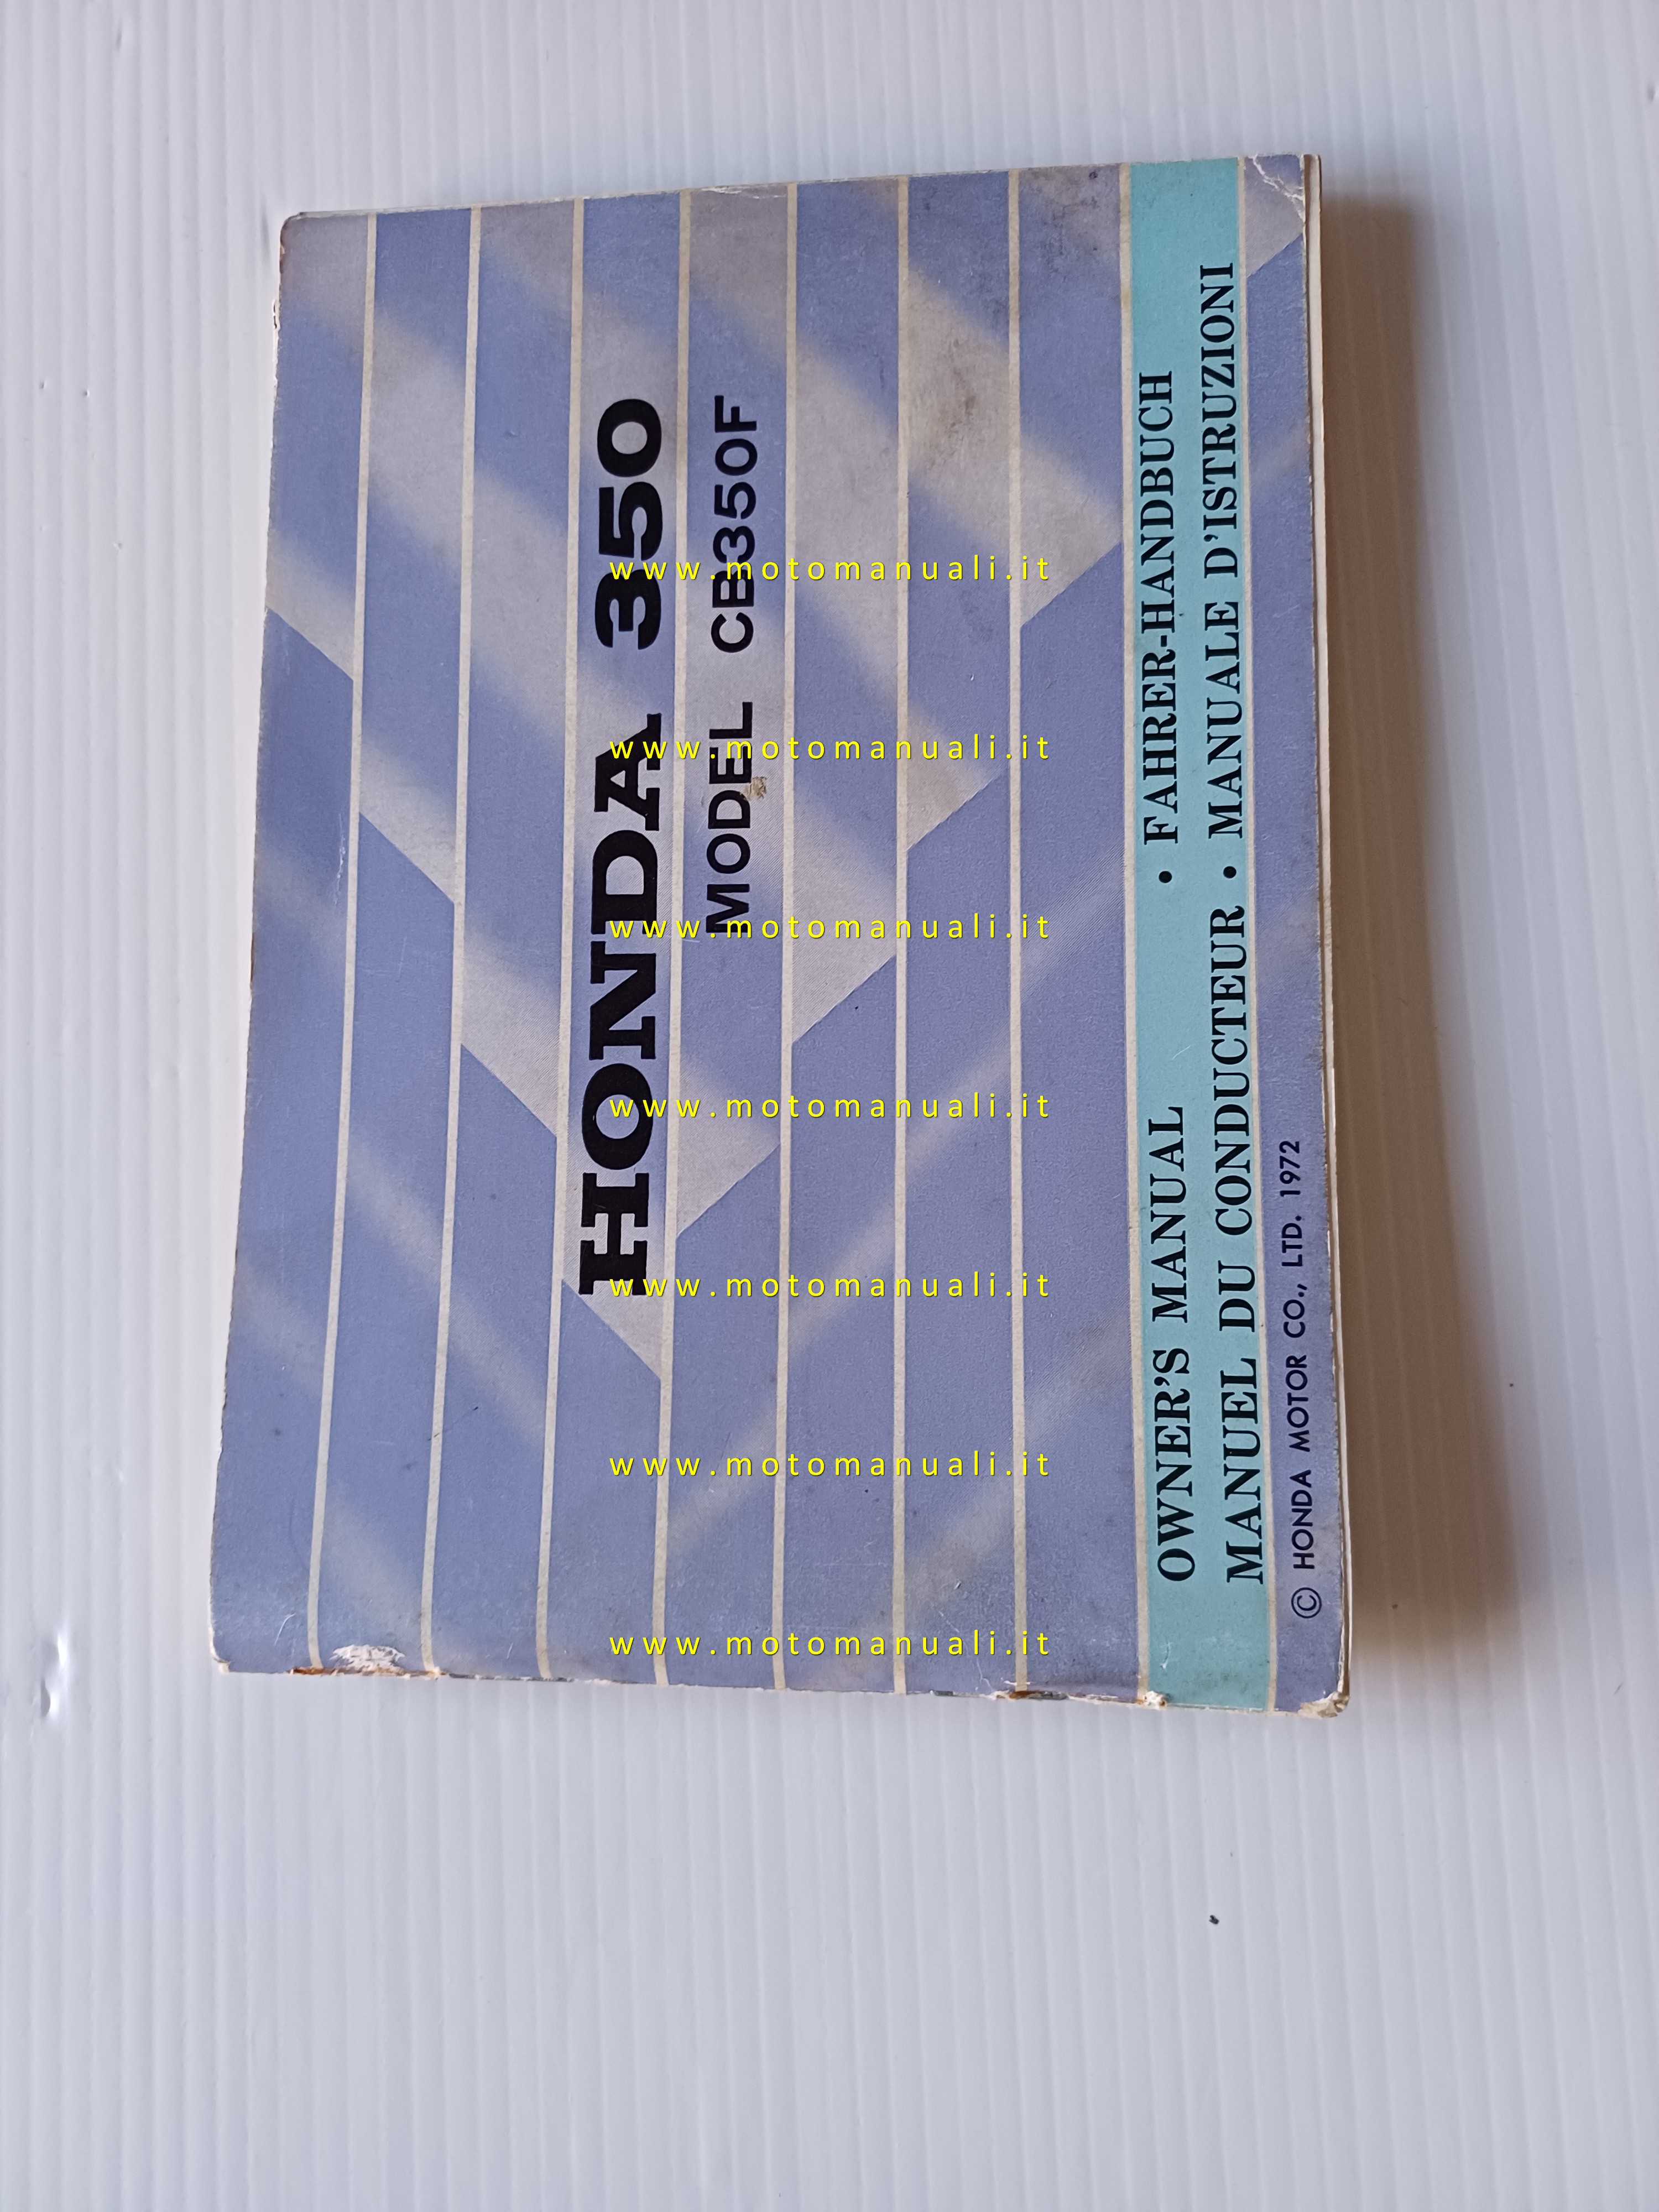 HONDA 350
MODEL CB350F
OWNER'S MANUAL • FAHRER-HANDBUCH
MANUEL DU CONDUCTEUR • MANUALE D'ISTRUZIONI
© HONDA MOTOR CO., LTD. 1972
www.motomanuali.it
www.motomanuali.it
www.motomanuali.it
www.motomanuali.it
www.motomanuali.it
www.motomanuali.it
www.motomanuali.it